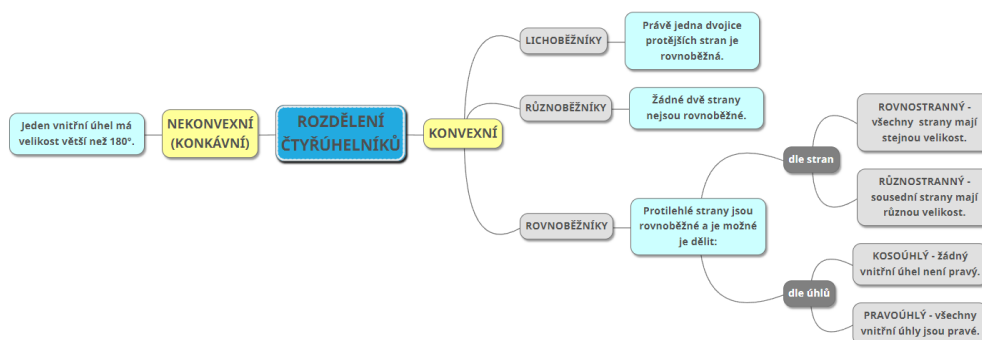 Jeden vnitřní úhel má
velikost větší než 180°.
NEKONVEXNÍ
(KONKÁVNÍ)
ROZDĚLENÍ
ČTYŘÚHELNÍKŮ
KONVEXNÍ
LICHOBĚŽNÍKY
Právě jedna dvojice
protějších stran je
rovnoběžná.
RŮZNOBĚŽNÍKY
Žádné dvě strany
nejsou rovnoběžné.
ROVNOBĚŽNÍKY
Protilehlé strany jsou
rovnoběžné a je možné
je dělit:
dle stran
ROVNOSTRANNÝ -
všechny strany mají
stejnou velikost.
RŮZNOSTRANNÝ -
sousední strany mají
různou velikost.
dle úhlů
KOSOÚHLÝ - žádný
vnitřní úhel není pravý.
PRAVOÚHLÝ - všechny
vnitřní úhly jsou pravé.